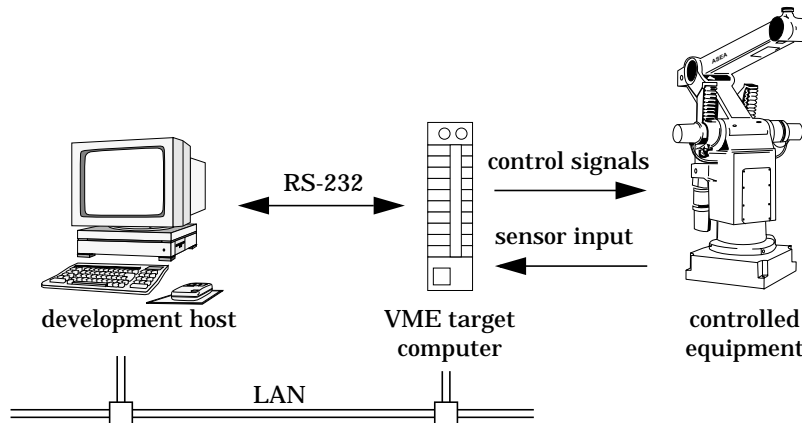 ASEA
RS-232
control signals
sensor input
development host
VME target
computer
controlled
equipment
LAN